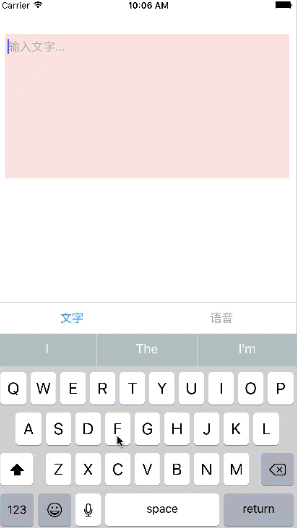 Carrier 10:06 AM
输入文字...
文字 语音
I The I'm
Q W E R T Y U I O P
A S D F G H J K L
Z X C V B N M
123 space return